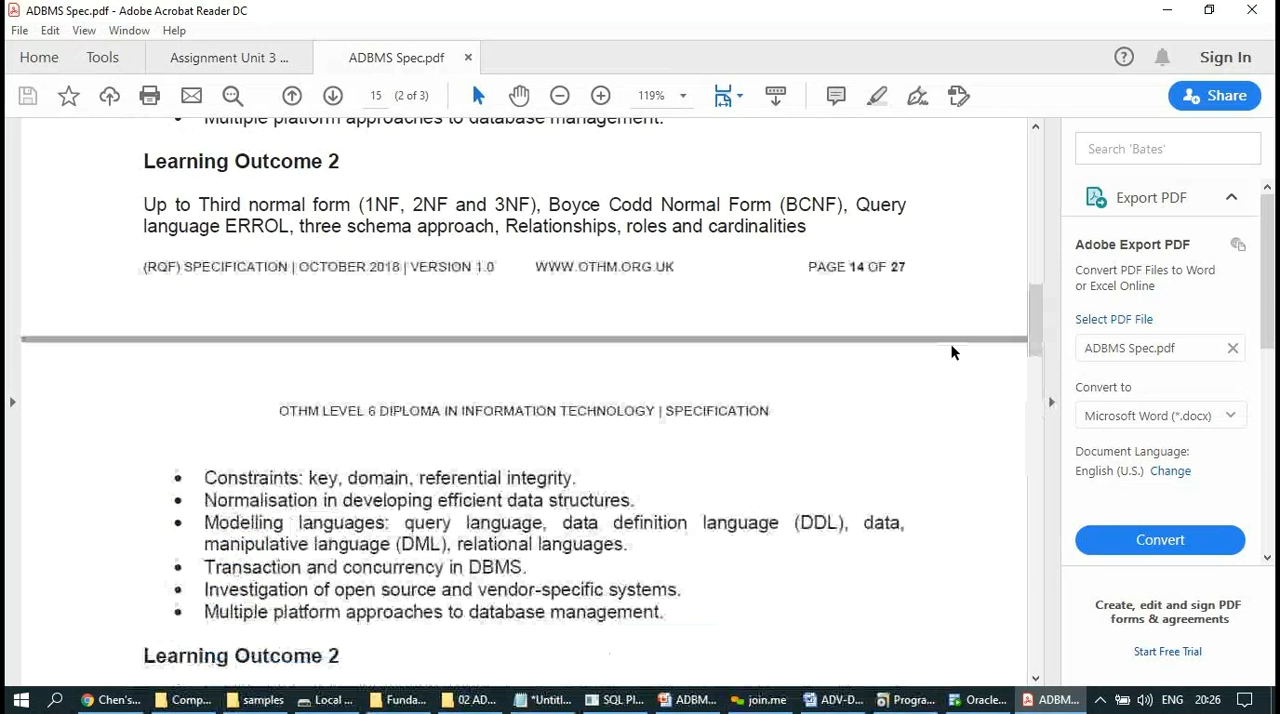 ADBMS Spec.pdf - Adobe Acrobat Reader DC
File Edit View Window Help
Home Tools Assignment Unit 3 ... ADBMS Spec.pdf ×
Sign In
15 (2 of 3) 119% Share
Multiple platform approaches to database management.
Learning Outcome 2
Up to Third normal form (1NF, 2NF and 3NF), Boyce Codd Normal Form (BCNF), Query
language ERROL, three schema approach, Relationships, roles and cardinalities
(RQF) SPECIFICATION | OCTOBER 2018 | VERSION 1.0 WWW.OTHM.ORG.UK PAGE 14 OF 27
OTHM LEVEL 6 DIPLOMA IN INFORMATION TECHNOLOGY | SPECIFICATION
• Constraints: key, domain, referential integrity.
• Normalisation in developing efficient data structures.
• Modelling languages: query language, data definition language (DDL), data,
manipulative language (DML), relational languages.
• Transaction and concurrency in DBMS.
• Investigation of open source and vendor-specific systems.
• Multiple platform approaches to database management.
Learning Outcome 2
Search 'Bates'
Export PDF
Adobe Export PDF
Convert PDF Files to Word
or Excel Online
Select PDF File
ADBMS Spec.pdf
Convert to
Microsoft Word (*.docx)
Document Language:
English (U.S.) Change
Convert
Create, edit and sign PDF
forms & agreements
Start Free Trial
Chen's... Comp... samples Local ... Funda... 02 AD... *Untitl... SQL Pl... ADBM... join.me ADV-D... Progra... Oracle... ADBM... ENG 20:26